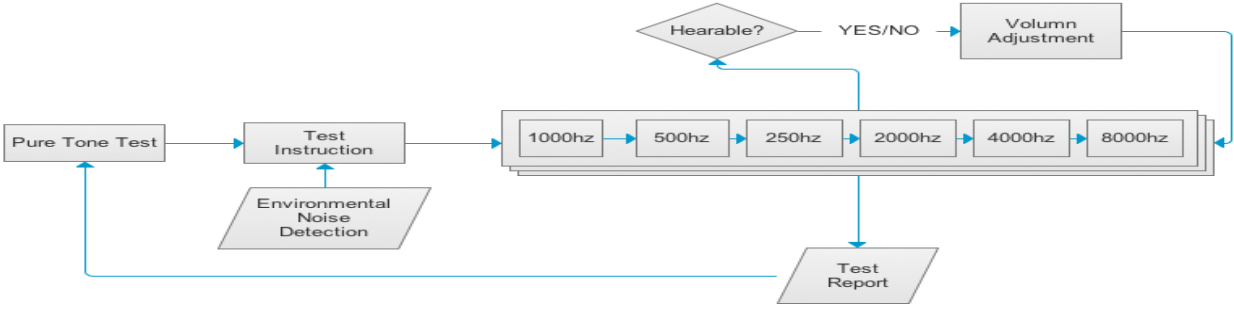 Hearable?
YES/NO
Volumn
Adjustment
Pure Tone Test
Test
Instruction
1000hz
500hz
250hz
2000hz
4000hz
8000hz
Environmental
Noise
Detection
Test
Report